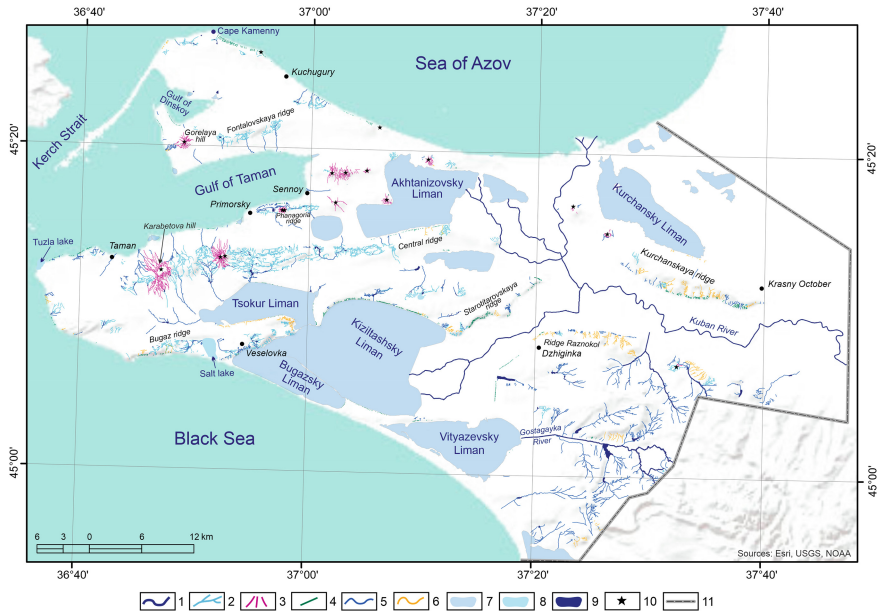 36°40'
37°00'
37°20'
37°40'
Cape Kamenny
Sea of Azov
Kuchugury
Gulf of
Dinskoy
Kerch Strait
Fontalovskaya ridge
Gorelaya
hill
45°20'
45°20'
Gulf of Taman
Sennoy
Akhtanizovsky
Liman
Kurchansky Liman
Primorsky
Phanagoria
ridge
Karabetova hill
Tuzla lake
Taman
Central ridge
Kurchanskaya ridge
Krasny October
Starotitarovskaya
ridge
Tsokur Liman
Kiziltashsky
Liman
Kuban River
Bugaz ridge
Veselovka
Ridge Raznokol
Dzhiginka
Salt lake
Bugazsky
Liman
Black Sea
Vityazevsky
Liman
Gostagayka
River
45°00'
45°00'
6 3 0 6 12 km
Sources: Esri, USGS, NOAA
36°40'
37°00'
37°20'
37°40'
1 2 3 4 5 6 7 8 9 10 11